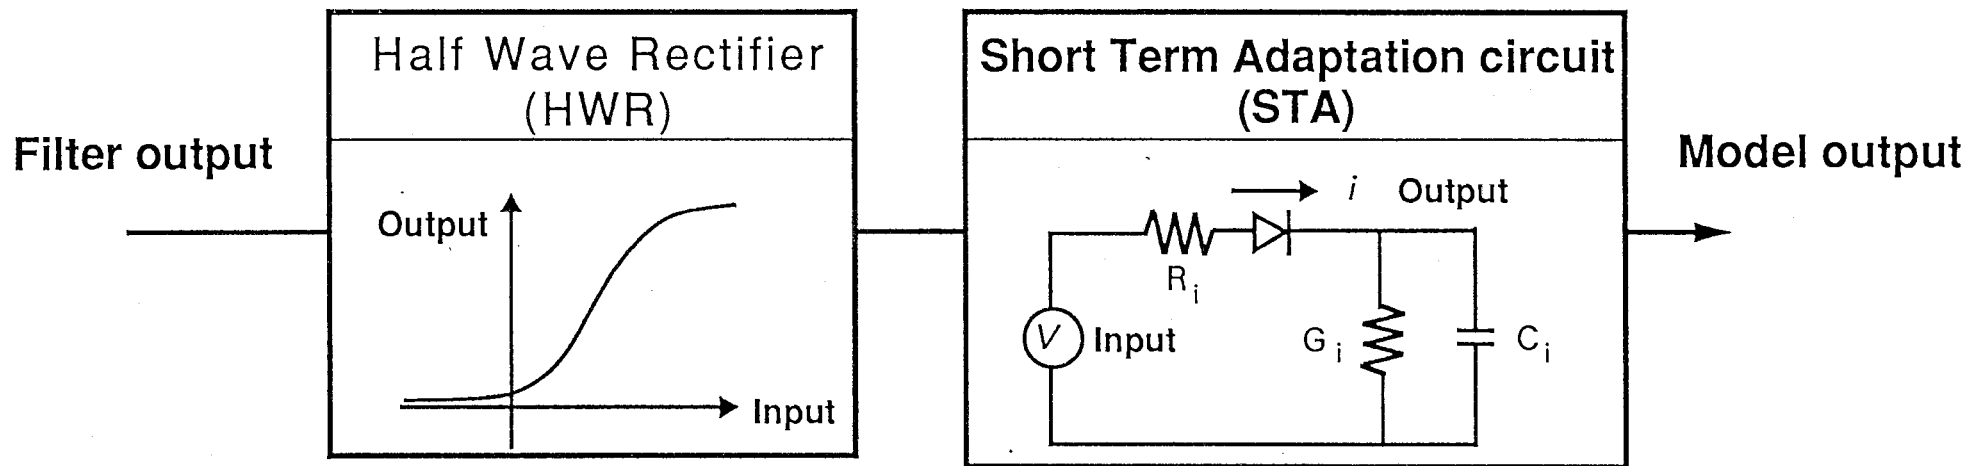 Half Wave Rectifier
(HWR)
Short Term Adaptation circuit
(STA)
Filter output
Model output
Output
Input
i Output
R i
V Input
G i
C i